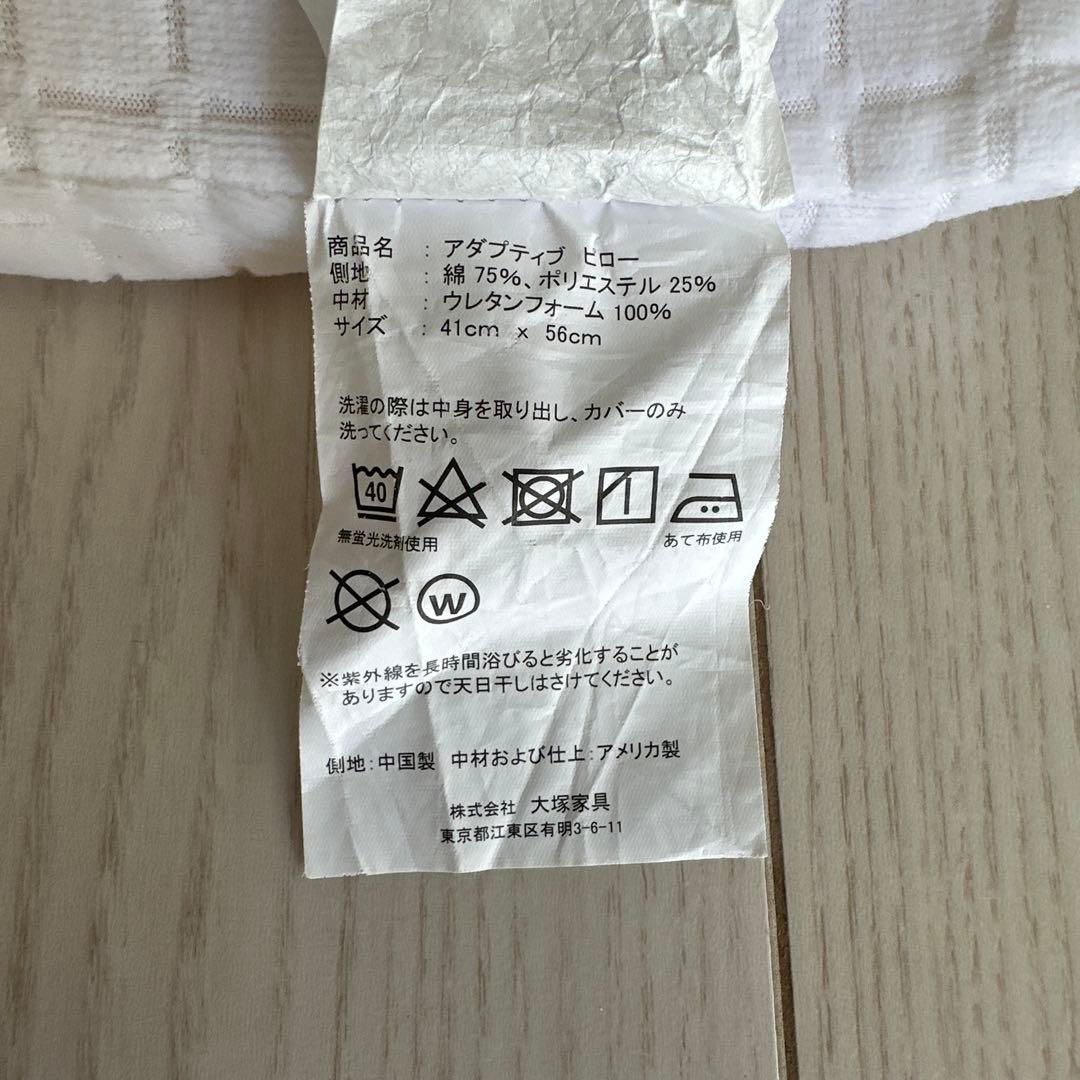 商品名 : アダプティブ ピロー
側地 : 綿 75%、ポリエステル 25%
中材 : ウレタンフォーム 100%
サイズ : 41cm x 56cm
洗濯の際は中身を取り出し、カバーのみ
洗ってください。
40
無蛍光洗剤使用
あて布使用
W
※紫外線を長時間浴びると劣化することが
ありますので天日干しはさけてください。
側地:中国製 中材および仕上:アメリカ製
株式会社 大塚家具
東京都江東区有明3-6-11